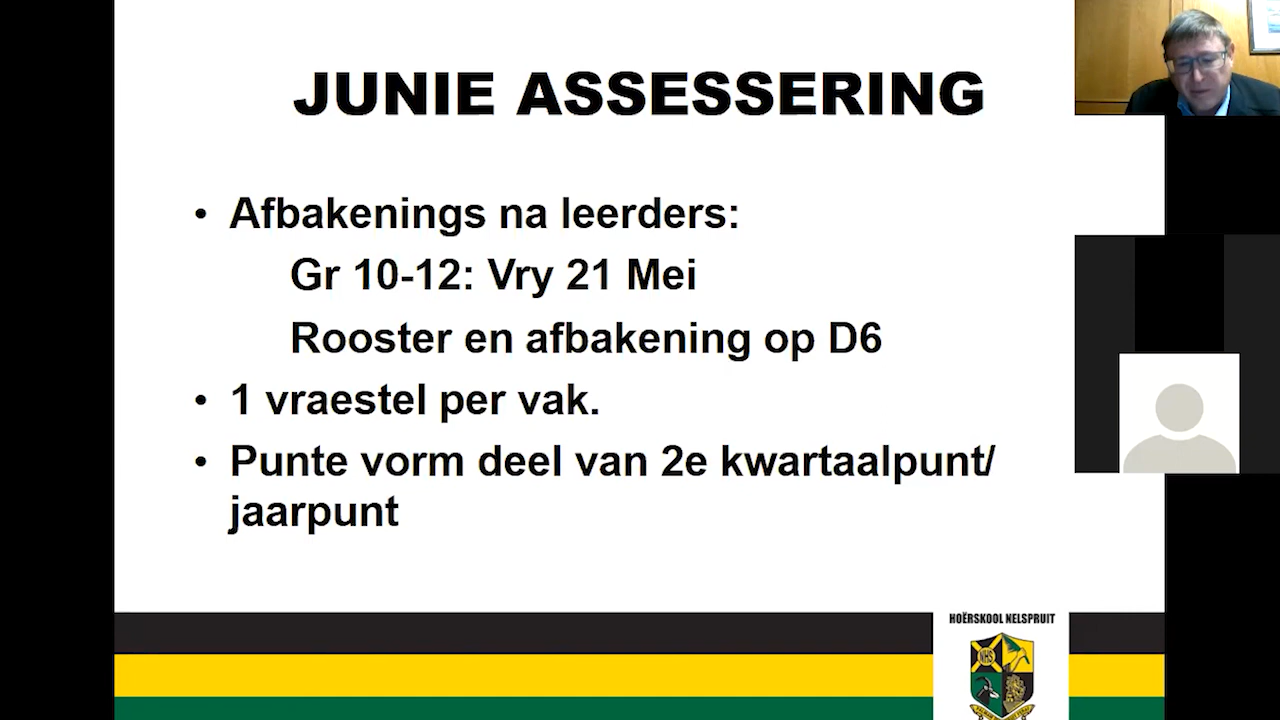 JUNIE ASSESSERING
• Afbakenings na leerders:
Gr 10-12: Vry 21 Mei
Rooster en afbakening op D6
• 1 vraestel per vak.
• Punte vorm deel van 2e kwartaalpunt/
jaarpunt
HOËRSKOOL NELSPRUIT
NHS